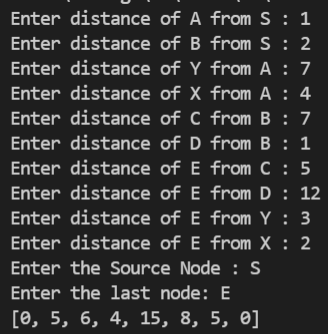 Enter distance of A from S : 1
Enter distance of B from S : 2
Enter distance of Y from A : 7
Enter distance of X from A : 4
Enter distance of C from B : 7
Enter distance of D from B : 1
Enter distance of E from C : 5
Enter distance of E from D : 12
Enter distance of E from Y : 3
Enter distance of E from X : 2
Enter the Source Node : S
Enter the last node: E
[0, 5, 6, 4, 15, 8, 5, 0]